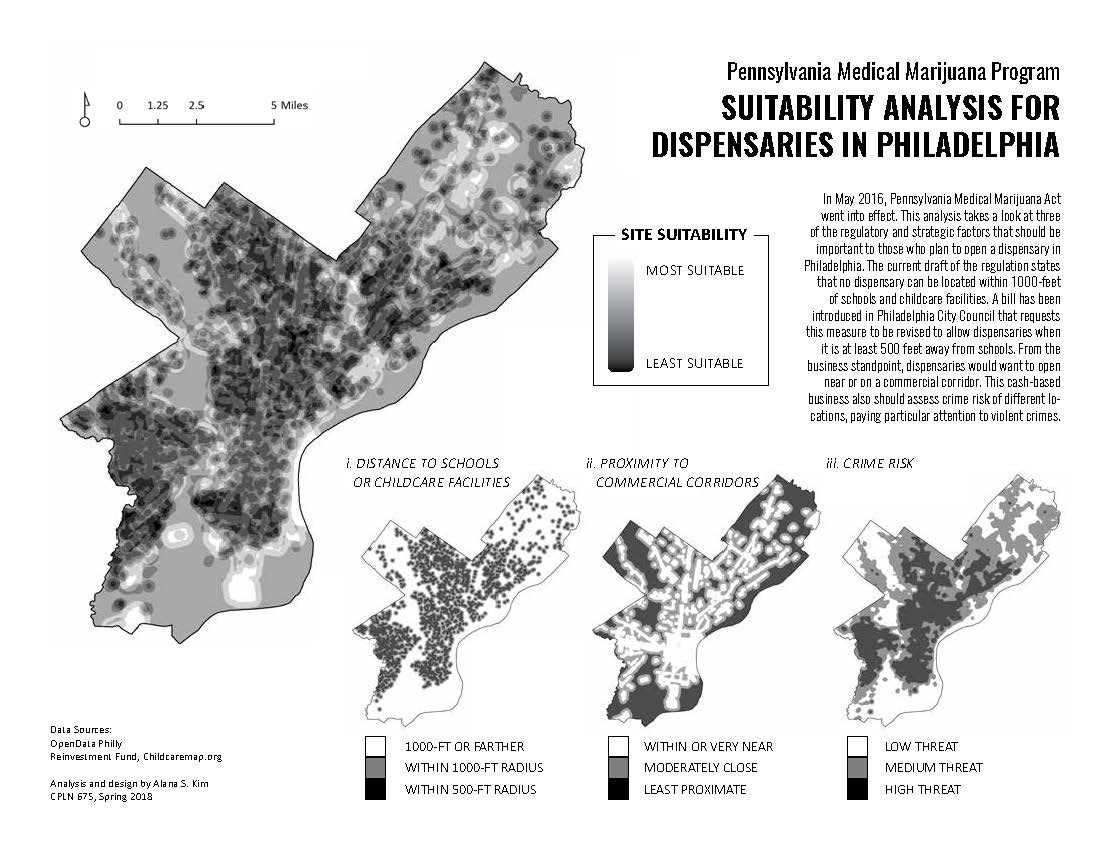 Pennsylvania Medical Marijuana Program
SUITABILITY ANALYSIS FOR
DISPENSARIES IN PHILADELPHIA
0 1.25 2.5 5 Miles
In May 2016, Pennsylvania Medical Marijuana Act
went into effect. This analysis takes a look at three
of the regulatory and strategic factors that should be
important to those who plan to open a dispensary in
Philadelphia. The current draft of the regulation states
that no dispensary can be located within 1000-feet
of schools and childcare facilities. A bill has been
introduced in Philadelphia City Council that requests
this measure to be revised to allow dispensaries when
it is at least 500 feet away from schools. From the
business standpoint, dispensaries would want to open
near or on a commercial corridor. This cash-based
business also should assess crime risk of different lo-
cations, paying particular attention to violent crimes.
SITE SUITABILITY
MOST SUITABLE
LEAST SUITABLE
i. DISTANCE TO SCHOOLS
OR CHILDCARE FACILITIES
1000-FT OR FARTHER
WITHIN 1000-FT RADIUS
WITHIN 500-FT RADIUS
ii. PROXIMITY TO
COMMERCIAL CORRIDORS
WITHIN OR VERY NEAR
MODERATELY CLOSE
LEAST PROXIMATE
iii. CRIME RISK
LOW THREAT
MEDIUM THREAT
HIGH THREAT
Data Sources:
OpenData Philly
Reinvestment Fund, Childcaremap.org
Analysis and design by Alana S. Kim
CPLN 675, Spring 2018